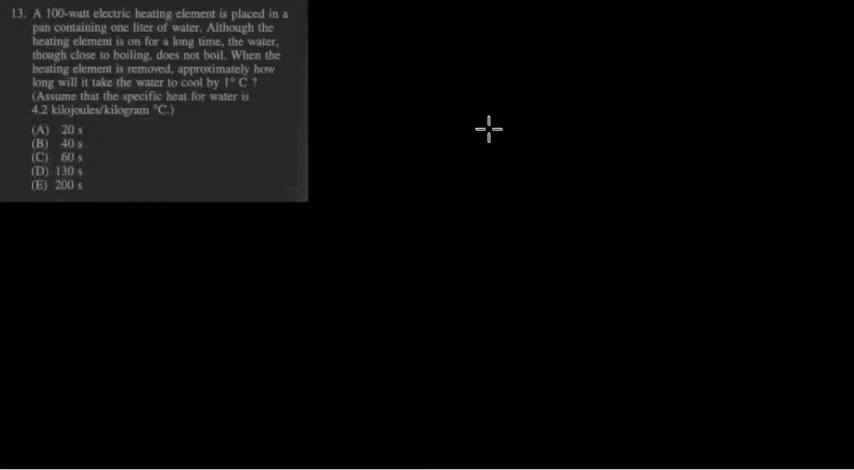 13. A 100-watt electric heating element is placed in a
pan containing one liter of water. Although the
heating element is on for a long time, the water,
though close to boiling, does not boil. When the
heating element is removed, approximately how
long will it take the water to cool by 1° C ?
(Assume that the specific heat for water is
4.2 kilojoules/kilogram °C.)
(A) 20 s
(B) 40 s
(C) 60 s
(D) 130 s
(E) 200 s